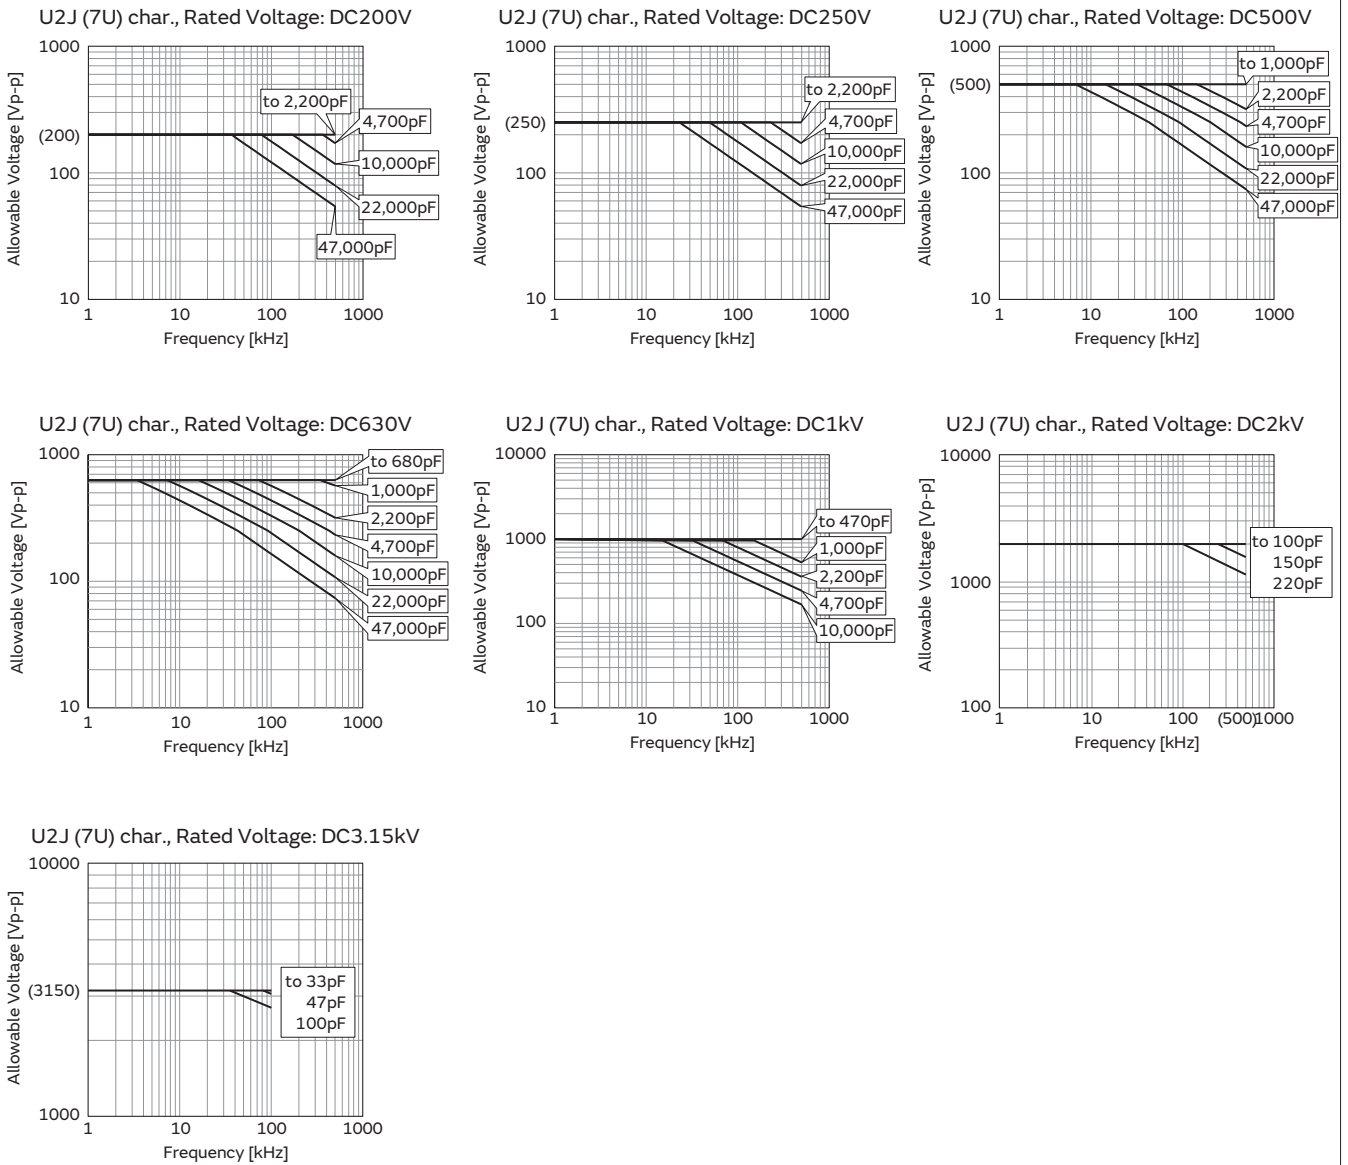 U2J (7U) char., Rated Voltage: DC200V
Allowable Voltage [Vp-p]
1000
(200)
100
10
to 2,200pF
4,700pF
10,000pF
22,000pF
47,000pF
1 10 100 1000
Frequency [kHz]
U2J (7U) char., Rated Voltage: DC250V
Allowable Voltage [Vp-p]
1000
(250)
100
10
to 2,200pF
4,700pF
10,000pF
22,000pF
47,000pF
1 10 100 1000
Frequency [kHz]
U2J (7U) char., Rated Voltage: DC500V
Allowable Voltage [Vp-p]
1000
(500)
100
10
to 1,000pF
2,200pF
4,700pF
10,000pF
22,000pF
47,000pF
1 10 100 1000
Frequency [kHz]
U2J (7U) char., Rated Voltage: DC630V
Allowable Voltage [Vp-p]
1000
100
10
to 680pF
1,000pF
2,200pF
4,700pF
10,000pF
22,000pF
47,000pF
1 10 100 1000
Frequency [kHz]
U2J (7U) char., Rated Voltage: DC1kV
Allowable Voltage [Vp-p]
10000
1000
100
10
to 470pF
1,000pF
2,200pF
4,700pF
10,000pF
1 10 100 1000
Frequency [kHz]
U2J (7U) char., Rated Voltage: DC2kV
Allowable Voltage [Vp-p]
10000
1000
100
to 100pF
150pF
220pF
1 10 100 (500) 1000
Frequency [kHz]
U2J (7U) char., Rated Voltage: DC3.15kV
Allowable Voltage [Vp-p]
10000
(3150)
1000
to 33pF
47pF
100pF
1 10 100 1000
Frequency [kHz]